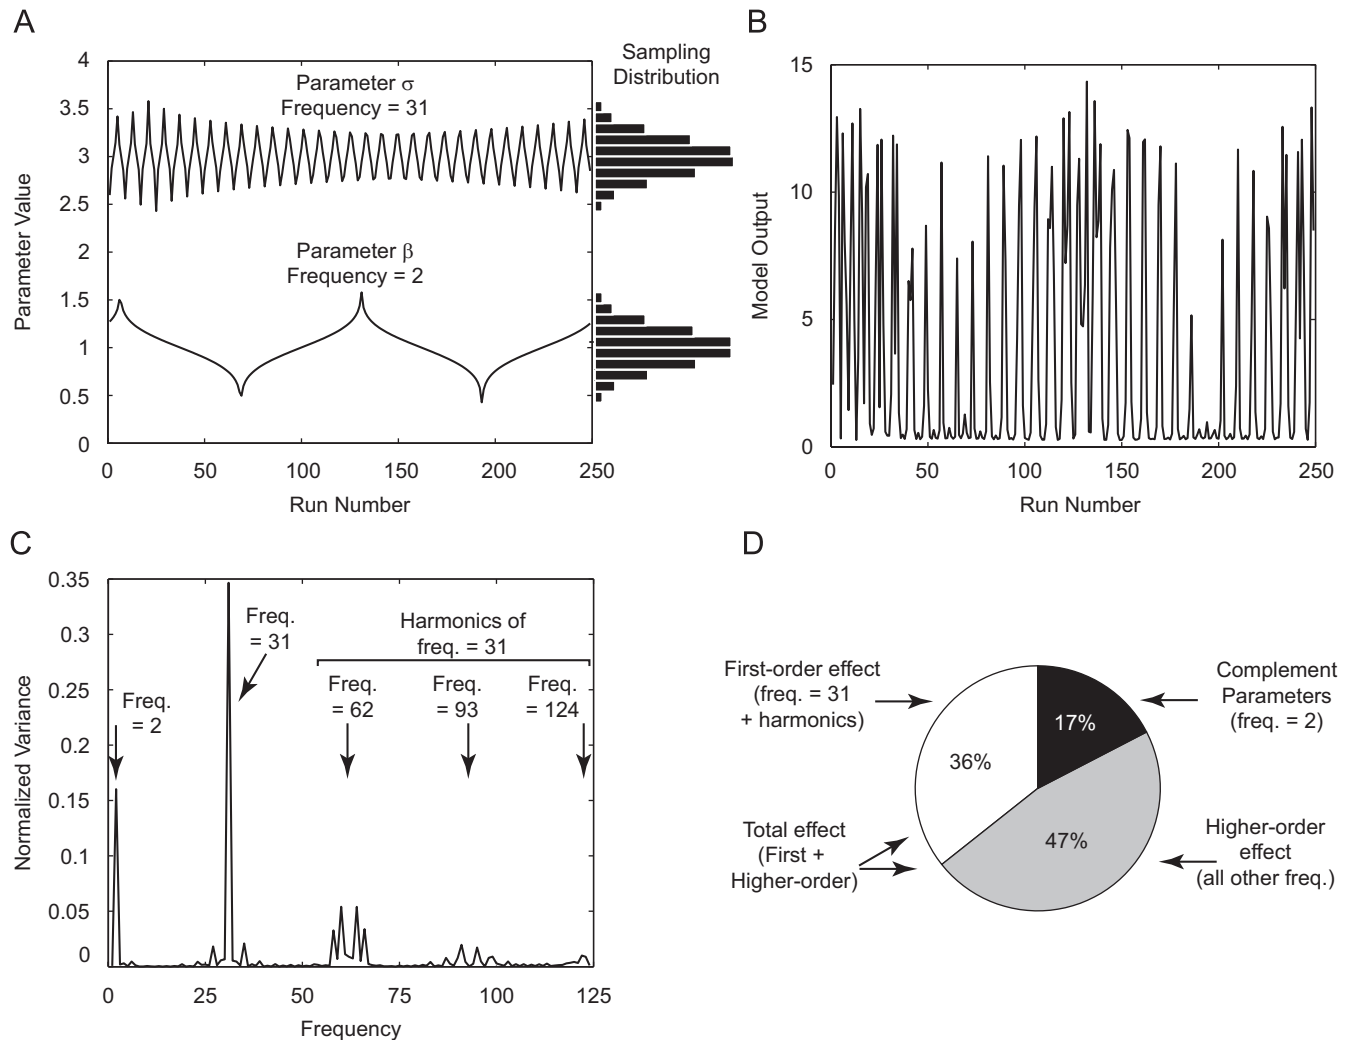 A
Sampling
Distribution
Parameter σ
Frequency = 31
Parameter β
Frequency = 2
4
3.5
3
2.5
2
1.5
1
0.5
0
Parameter Value
0 50 100 150 200 250
Run Number
B
15
10
5
0
Model Output
0 50 100 150 200 250
Run Number
C
0.35
0.3
0.25
0.2
0.15
0.1
0.05
0
Normalized Variance
Freq.
= 2
Freq.
= 31
Harmonics of
freq. = 31
Freq.
= 62
Freq.
= 93
Freq.
= 124
0 25 50 75 100 125
Frequency
D
First-order effect
(freq. = 31
+ harmonics)
Complement
Parameters
(freq. = 2)
17%
36%
47%
Total effect
(First +
Higher-order)
Higher-order
effect
(all other freq.)